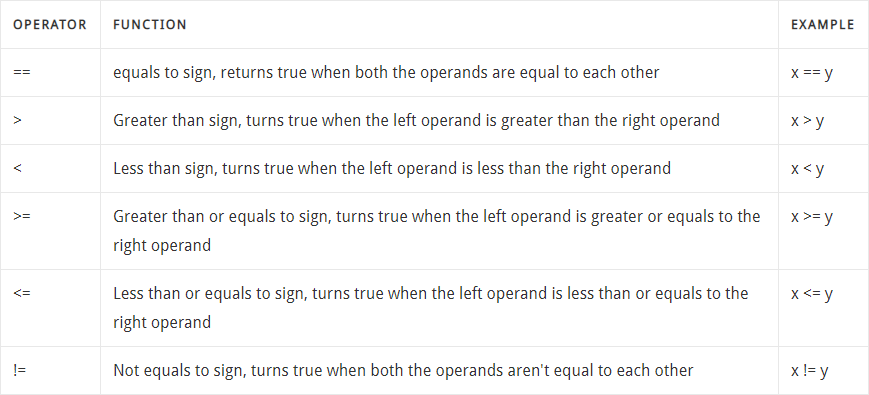 OPERATOR FUNCTION EXAMPLE
== equals to sign, returns true when both the operands are equal to each other x == y
> Greater than sign, turns true when the left operand is greater than the right operand x > y
< Less than sign, turns true when the left operand is less than the right operand x < y
>= Greater than or equals to sign, turns true when the left operand is greater or equals to the x >= y
right operand
<= Less than or equals to sign, turns true when the left operand is less than or equals to the x <= y
right operand
!= Not equals to sign, turns true when both the operands aren't equal to each other x != y